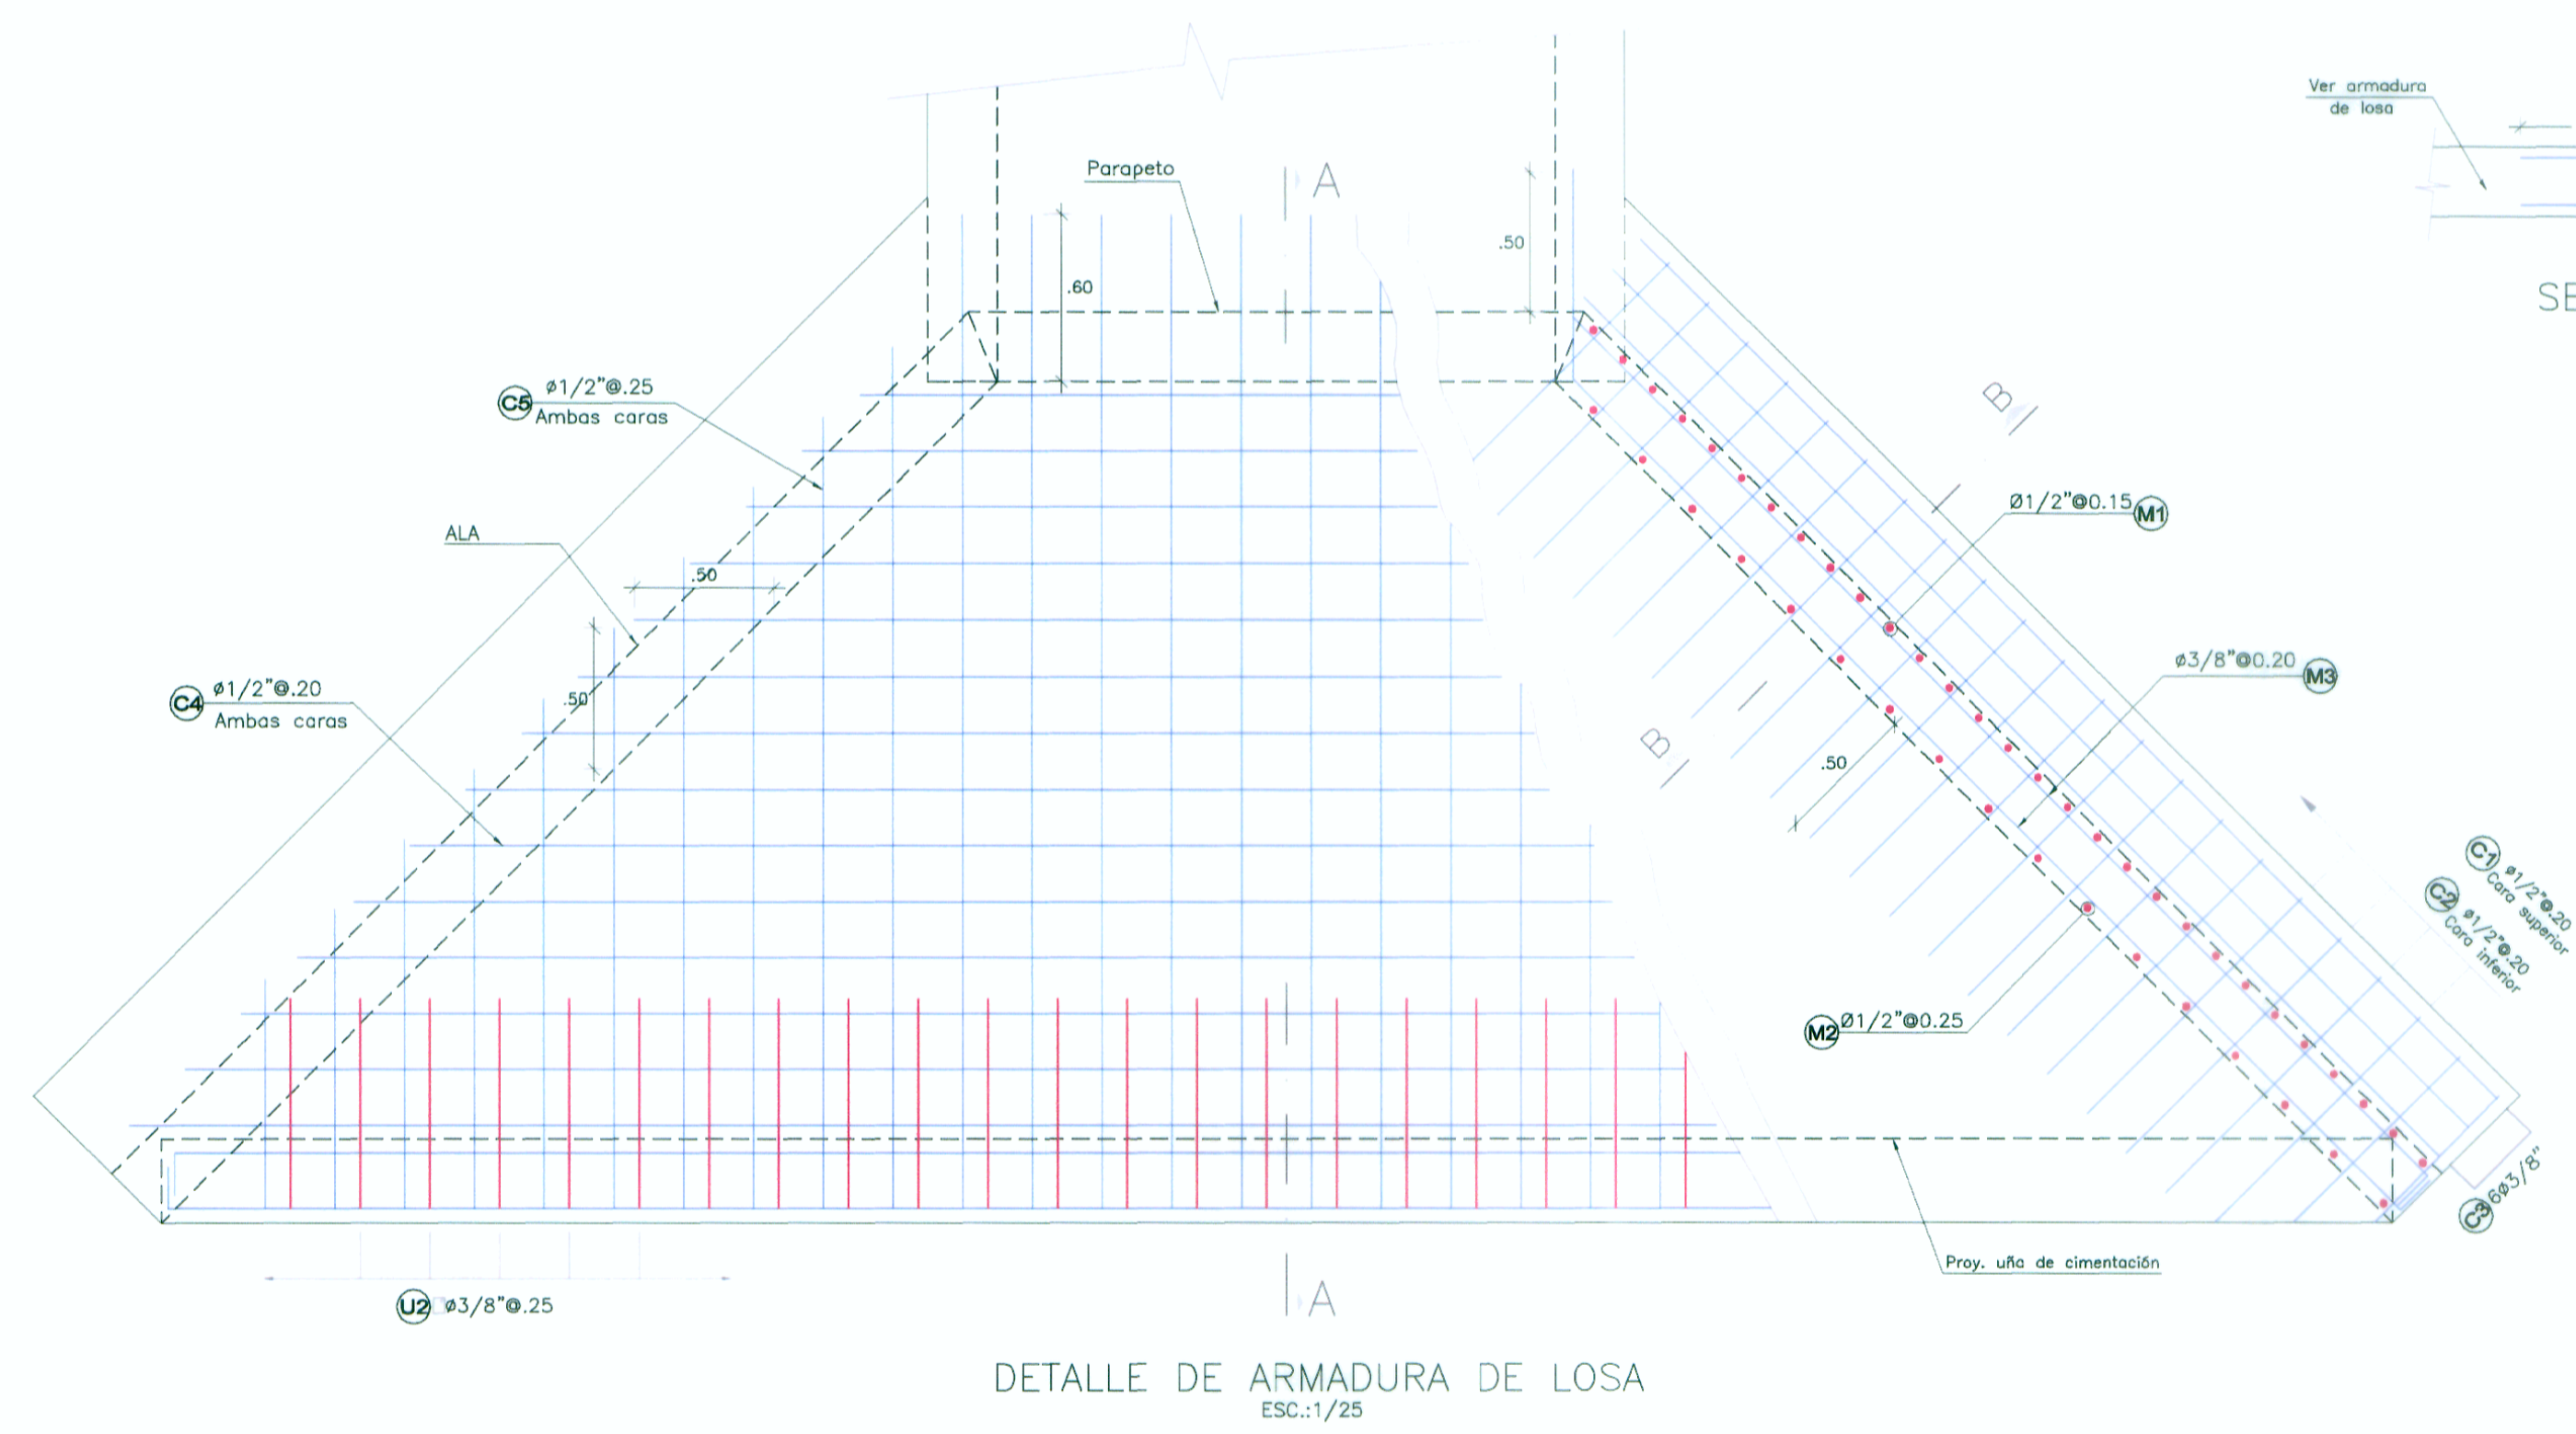 Ver armadura
de losa
Parapeto
A
.50
.60
SE
C5 ø1/2"@.25
Ambas caras
B
Ø1/2"@0.15 M1
ALA
.50
ø3/8"@0.20 M3
.50
C4 ø1/2"@.20
Ambas caras
B
.50
C1 ø1/2"@.20
Cara superior
C2 ø1/2"@.20
Cara inferior
M2 Ø1/2"@0.25
C3 6ø3/8"
Proy. uña de cimentación
U2 ø3/8"@.25
A
DETALLE DE ARMADURA DE LOSA
ESC.:1/25